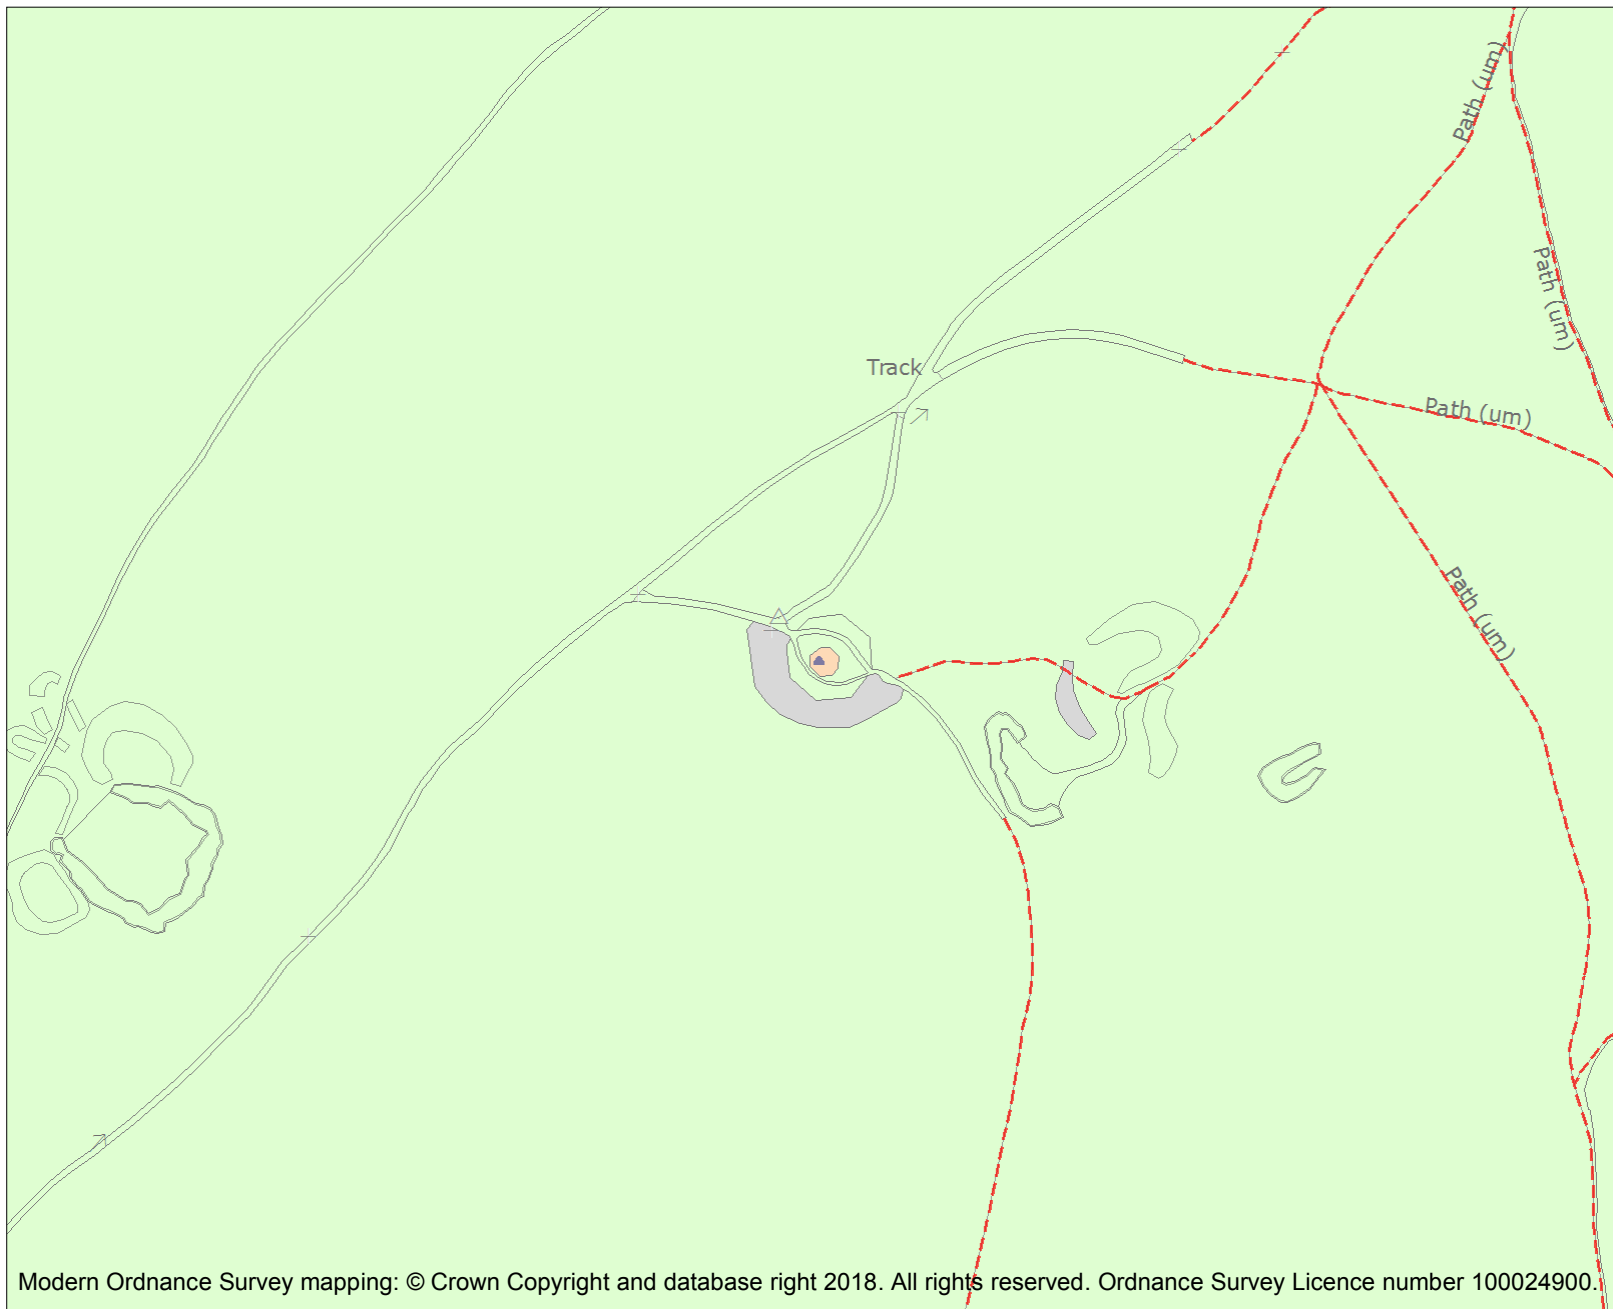 Path (um)
Path (um)
Track
Path (um)
Path (um)
Modern Ordnance Survey mapping: © Crown Copyright and database right 2018. All rights reserved. Ordnance Survey Licence number 100024900.